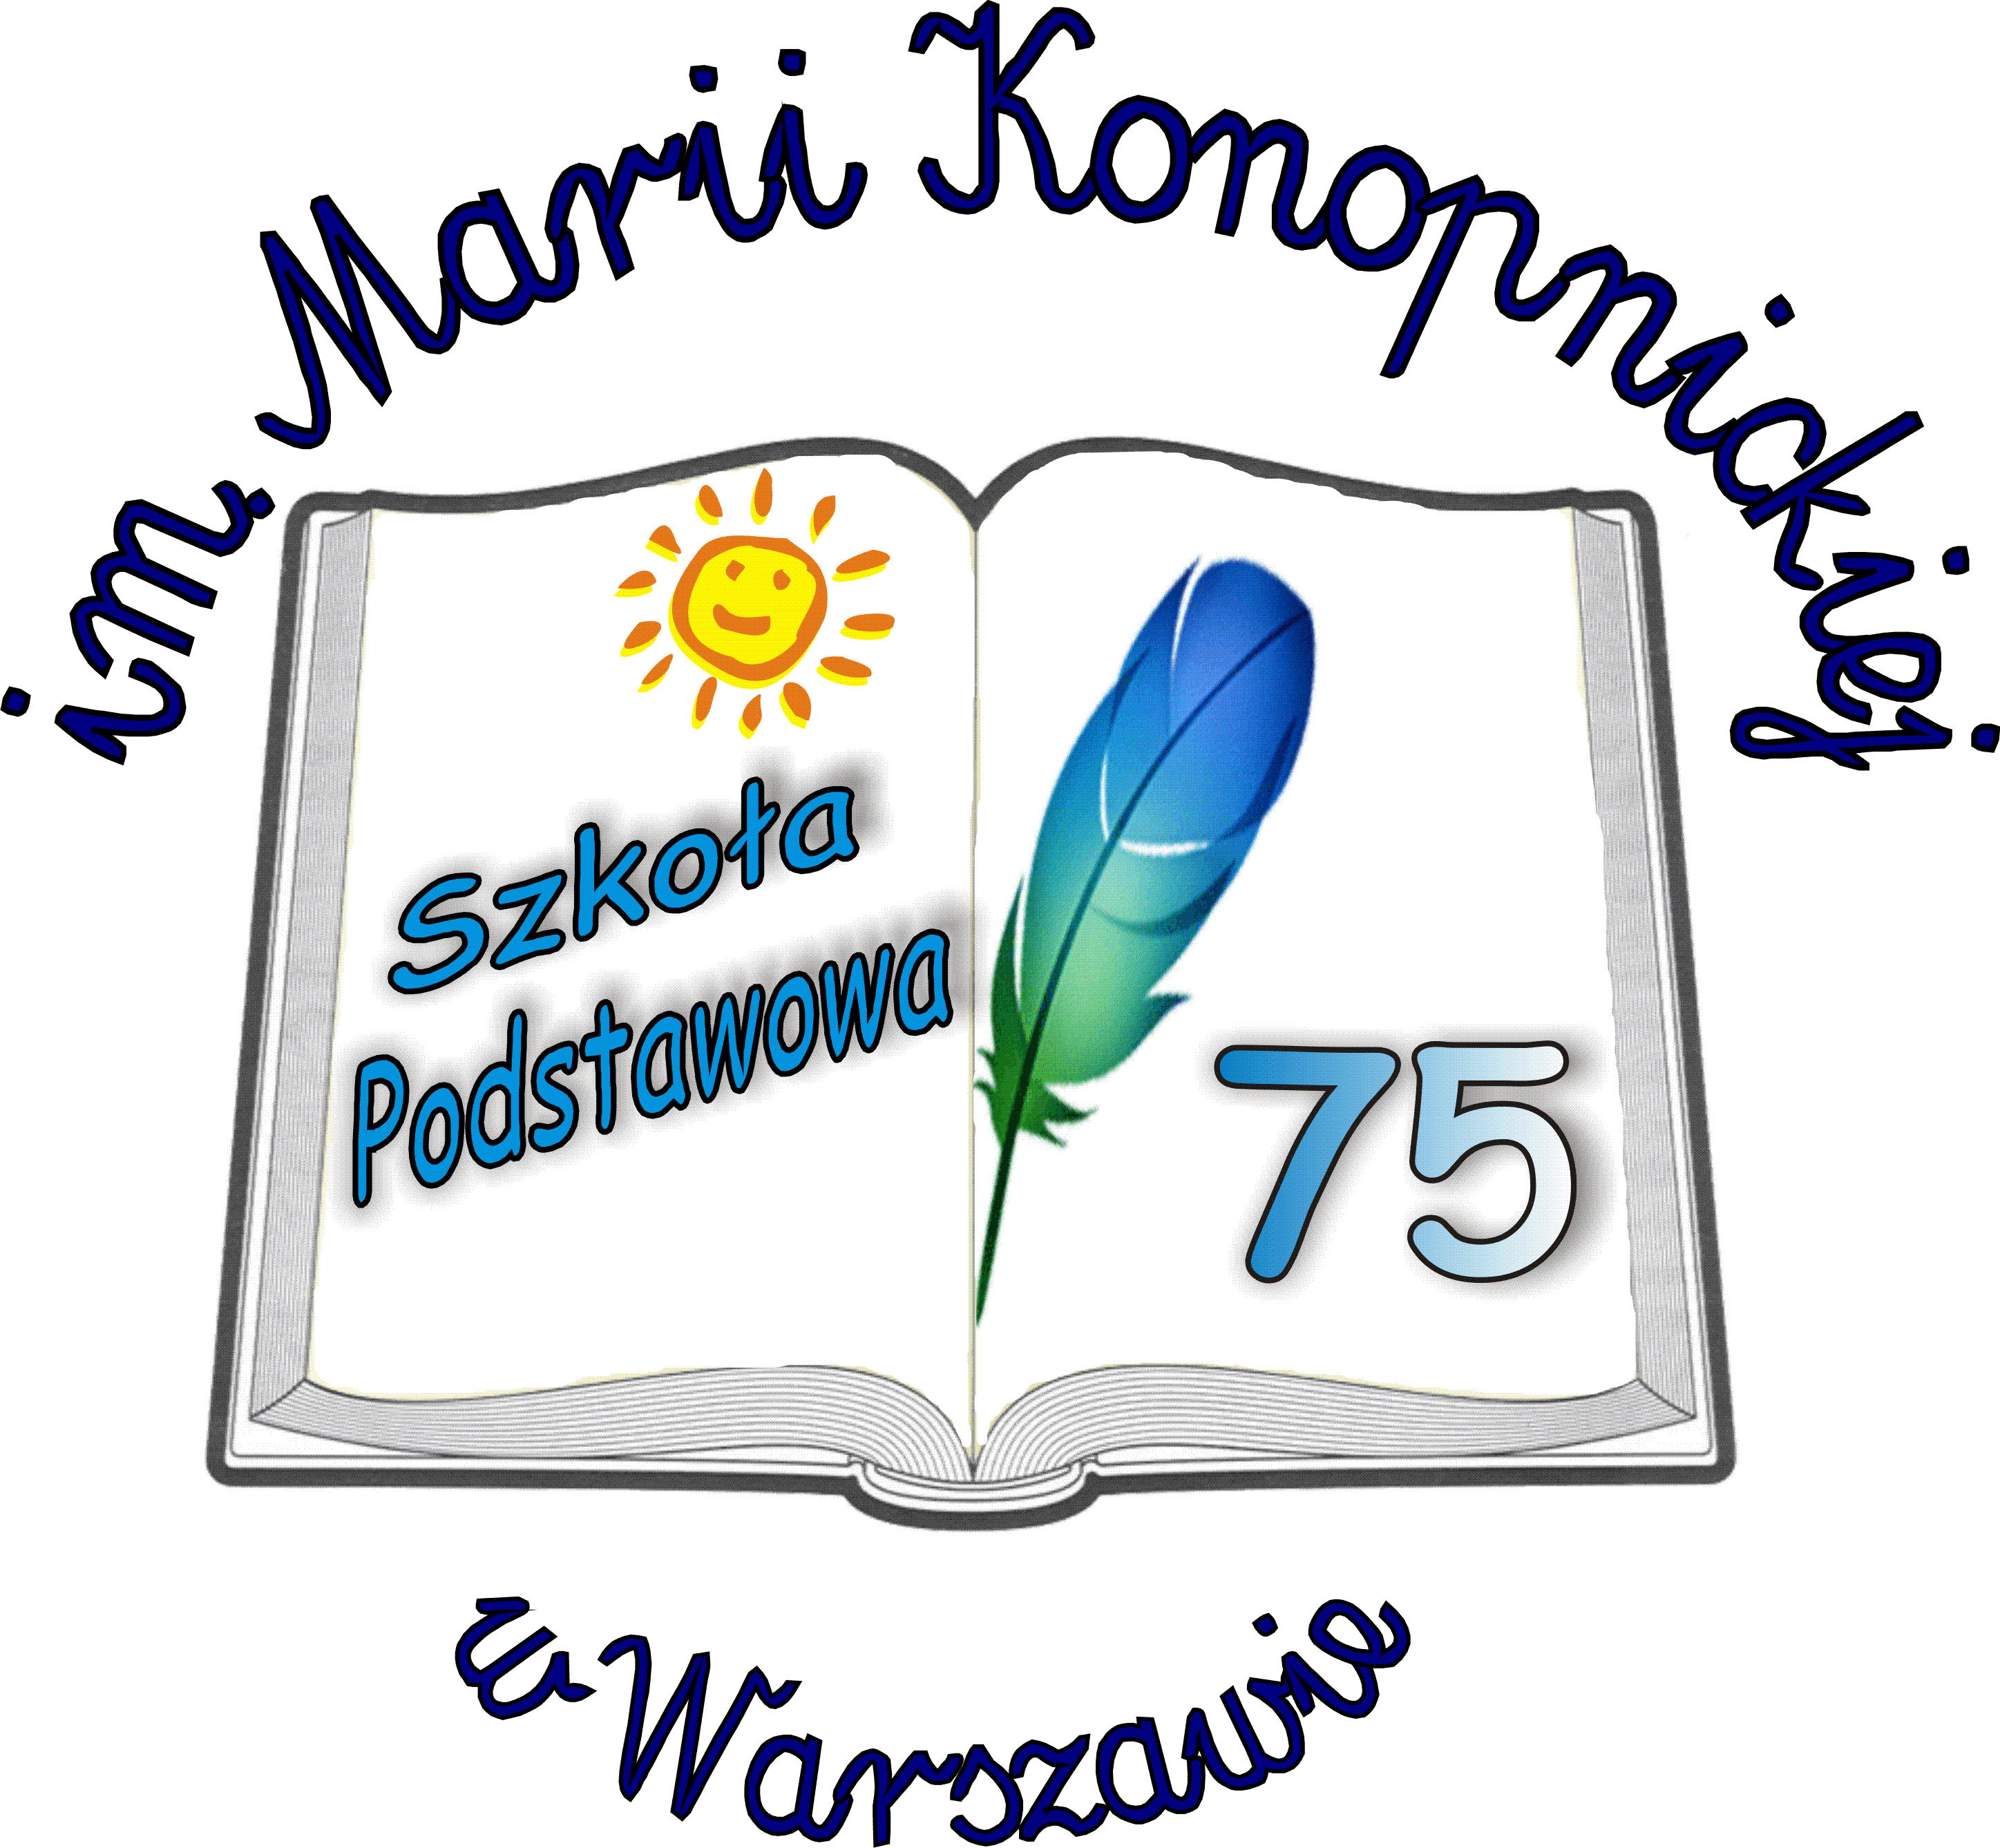 im. Marii Konopnickiej
Szkoła
Podstawowa
75
w Warszawie